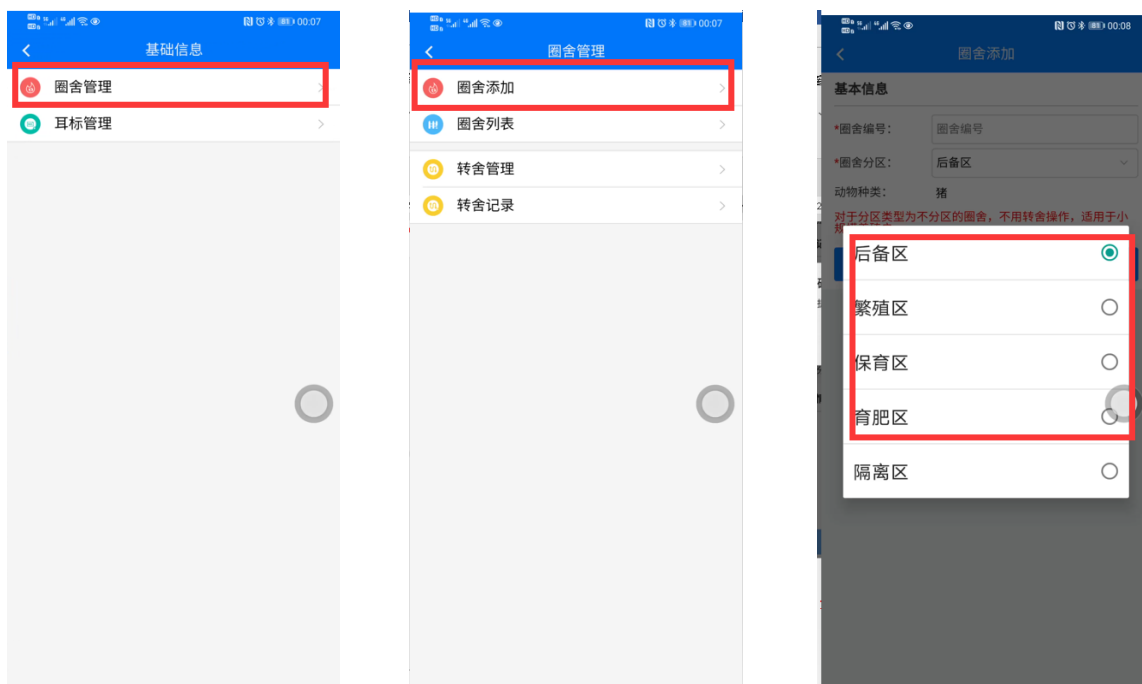 00:07
基础信息
圈舍管理
耳标管理
00:07
圈舍管理
圈舍添加
圈舍列表
转舍管理
转舍记录
00:08
圈舍添加
基本信息
*圈舍编号: 圈舍编号
*圈舍分区: 后备区
动物种类: 猪
对于分区类型为不分区的圈舍，不用转舍操作，适用于小
后备区
繁殖区
保育区
育肥区
隔离区